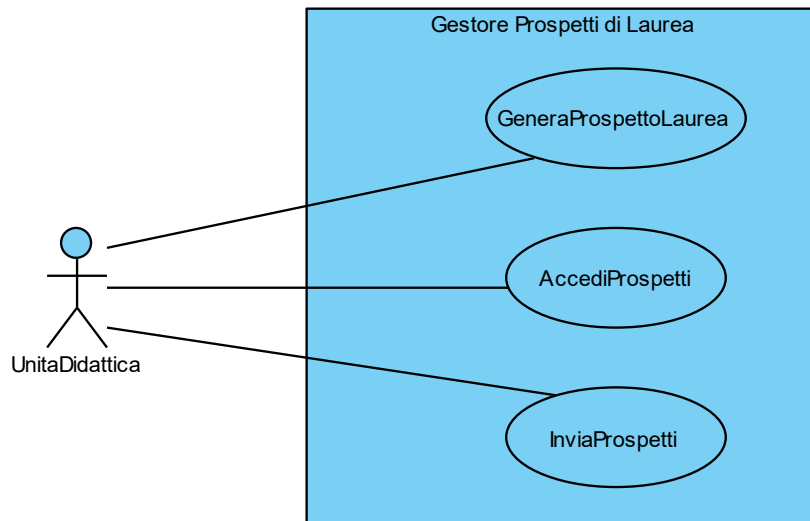 Gestore Prospetti di Laurea
GeneraProspettoLaurea
AccediProspetti
UnitaDidattica
InviaProspetti